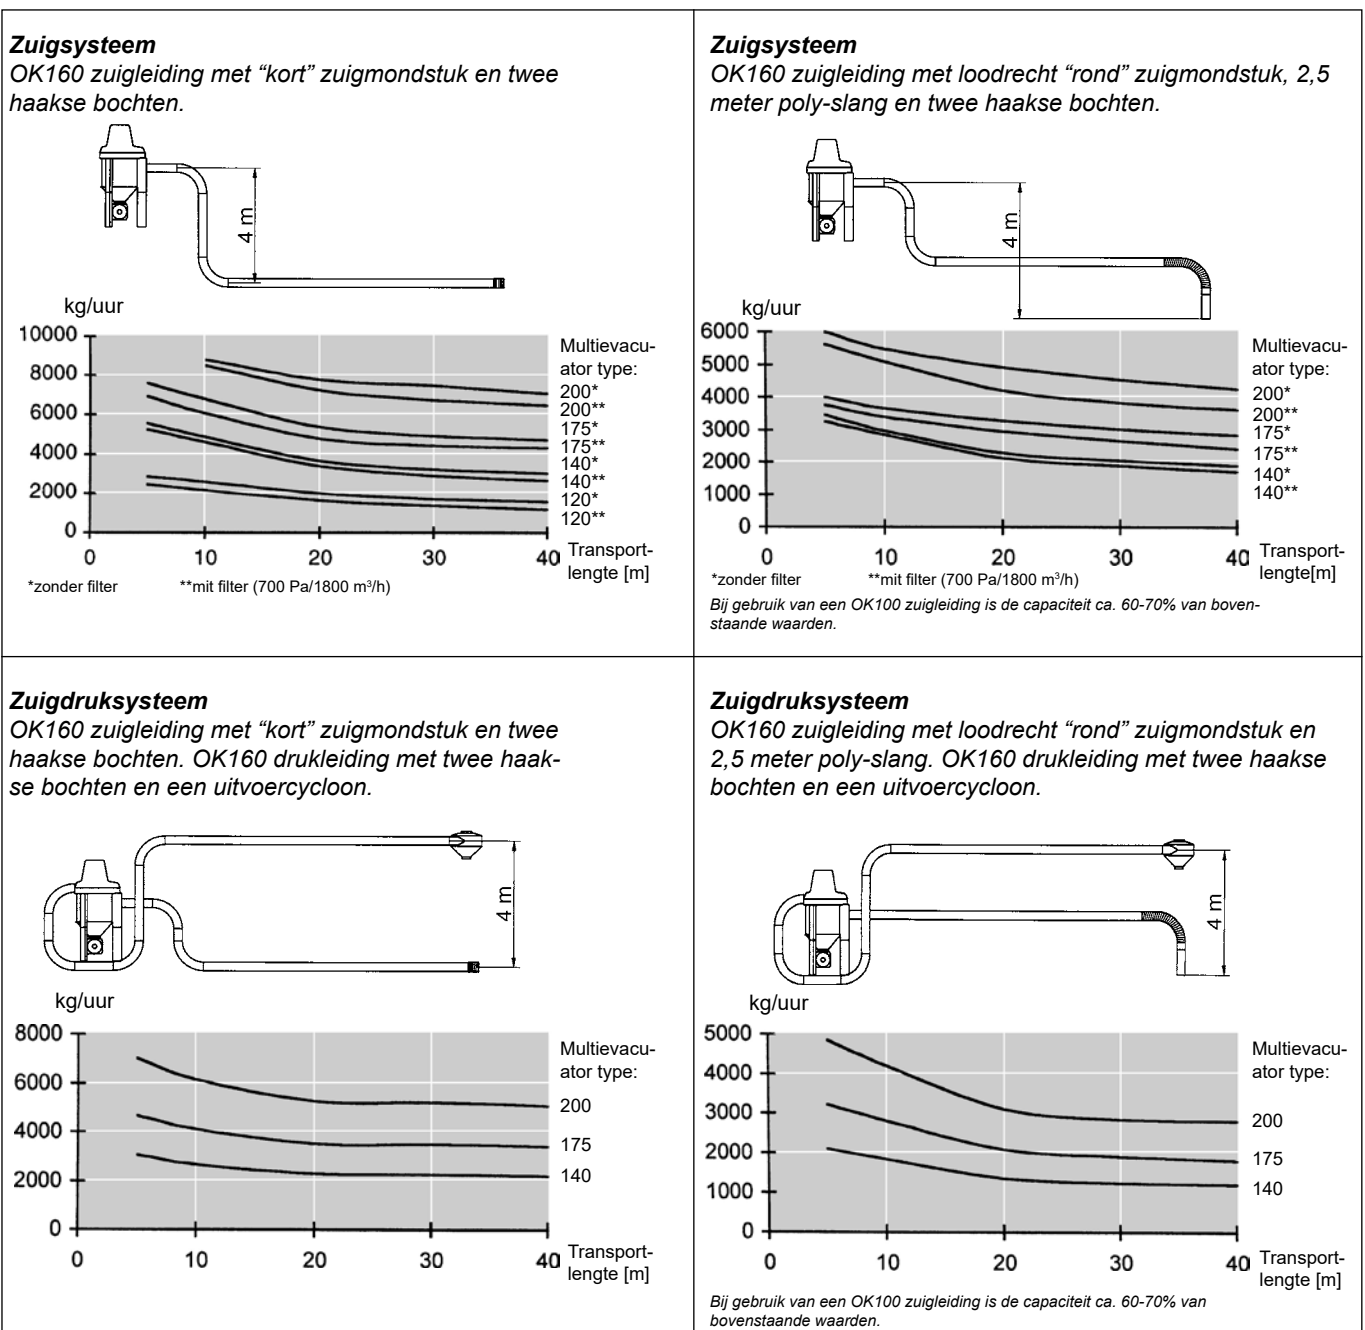 Zuigsysteem
OK160 zuigleiding met “kort” zuigmondstuk en twee
haakse bochten.
4 m
kg/uur
10000
8000
6000
4000
2000
0
0 10 20 30 40
Multievacu-
ator type:
200*
200**
175*
175**
140*
140**
120*
120**
Transport-
lengte [m]
*zonder filter **mit filter (700 Pa/1800 m³/h)
Zuigsysteem
OK160 zuigleiding met loodrecht “rond” zuigmondstuk, 2,5
meter poly-slang en twee haakse bochten.
4 m
kg/uur
6000
5000
4000
3000
2000
1000
0
0 10 20 30 40
Multievacu-
ator type:
200*
200**
175*
175**
140*
140**
Transport-
lengte[m]
*zonder filter **mit filter (700 Pa/1800 m³/h)
Bij gebruik van een OK100 zuigleiding is de capaciteit ca. 60-70% van boven-
staande waarden.
Zuigdruksysteem
OK160 zuigleiding met “kort” zuigmondstuk en twee
haakse bochten. OK160 drukleiding met twee haak-
se bochten en een uitvoercycloon.
4 m
kg/uur
8000
6000
4000
2000
0
0 10 20 30 40
Multievacu-
ator type:
200
175
140
Transport-
lengte [m]
Zuigdruksysteem
OK160 zuigleiding met loodrecht “rond” zuigmondstuk en
2,5 meter poly-slang. OK160 drukleiding met twee haakse
bochten en een uitvoercycloon.
4 m
kg/uur
5000
4000
3000
2000
1000
0
0 10 20 30 40
Multievacu-
ator type:
200
175
140
Transport-
lengte [m]
Bij gebruik van een OK100 zuigleiding is de capaciteit ca. 60-70% van
bovenstaande waarden.